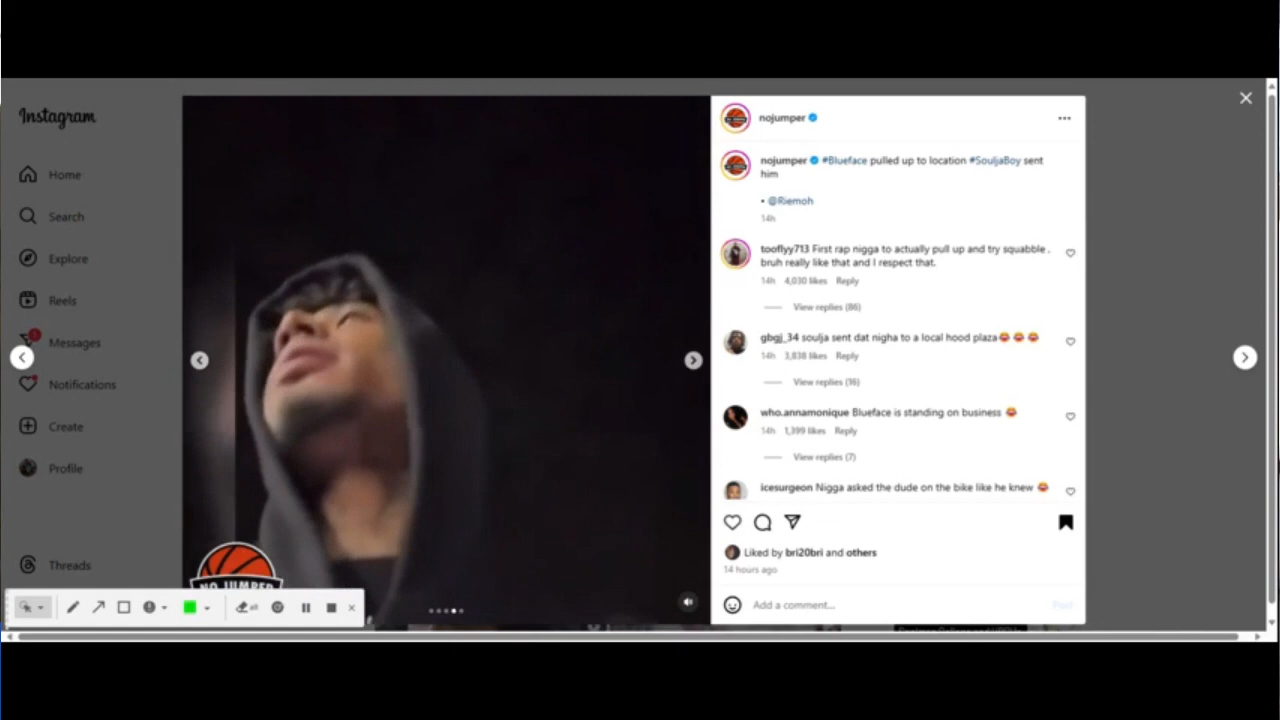 Instagram
Home
Search
Explore
Reels
Messages
Notifications
Create
Profile
Threads
NO JUMPER
nojumper
nojumper #Blueface pulled up to location #SouljaBoy sent
him
• @Riemoh
14h
tooflyy713 First rap nigga to actually pull up and try squabble .
bruh really like that and I respect that.
14h 4,030 likes Reply
View replies (86)
gbgj_34 soulja sent dat nigha to a local hood plaza😂😂😂
14h 3,838 likes Reply
View replies (16)
who.annamonique Blueface is standing on business 😂
14h 1,399 likes Reply
View replies (7)
icesurgeon Nigga asked the dude on the bike like he knew 😂
Liked by bri20bri and others
14 hours ago
Add a comment...
Post